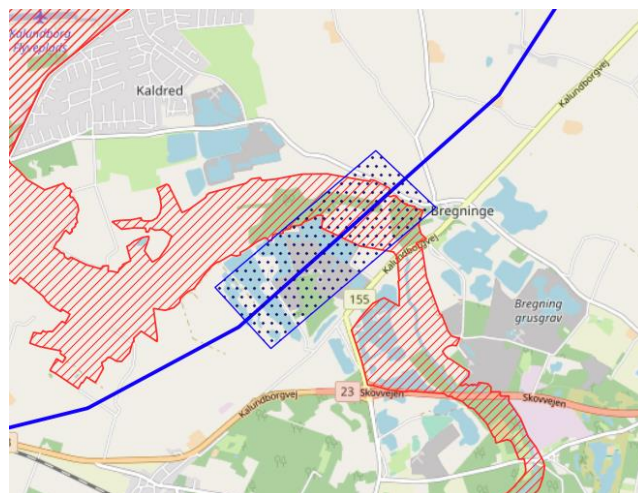 Kalundborg
Flyveplads
Kaldred
Kalundborgvej
Bregninge
Kalundborgvej
155
Bregning
grusgrav
23
Skovvejen
Skovvejen
Kalundborgvej